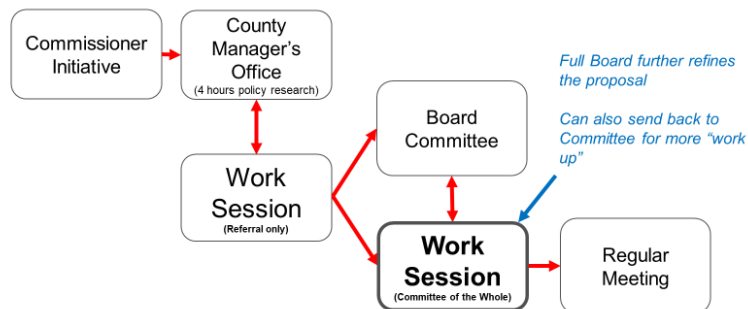 Commissioner
Initiative
County
Manager's
Office
(4 hours policy research)
Work
Session
(Referral only)
Board
Committee
Full Board further refines
the proposal
Can also send back to
Committee for more “work
up”
Work
Session
(Committee of the Whole)
Regular
Meeting